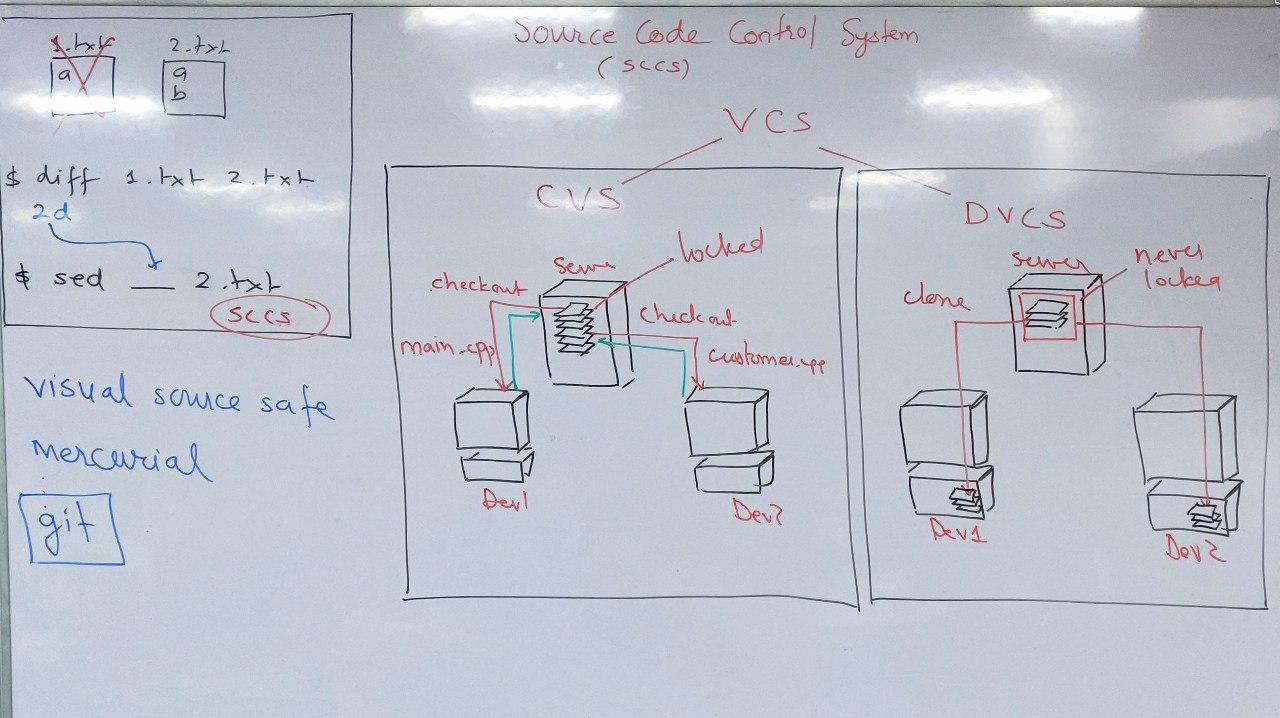 Source Code Control System
(SCCS)
1.txt
2.txt
a
a
b
$ diff 1.txt 2.txt
2d
$ sed __ 2.txt
sccs
visual source safe
mercurial
git
VCS
CVS
locked
checkout
checkout
main.cpp
customer.cpp
Dev1
Dev2
DVCS
server
never
locked
clone
Dev1
Dev2